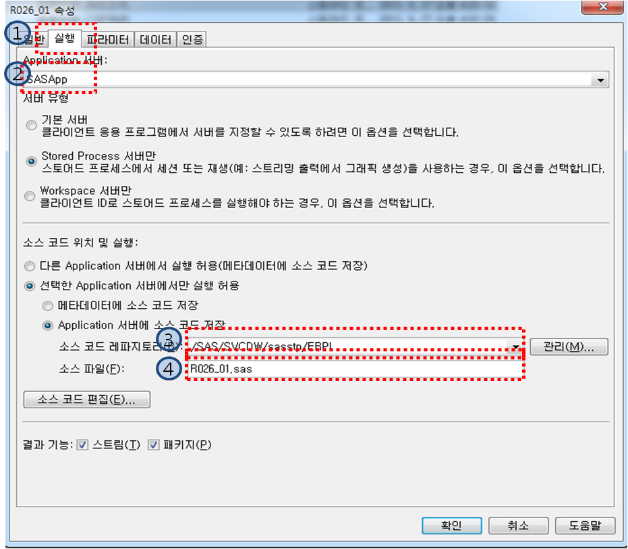 R026_01 속성
1
일반 실행 파라미터 데이터 인증
Application 서버:
2
SASApp
서버 유형
기본 서버
클라이언트 응용 프로그램에서 서버를 지정할 수 있도록 하려면 이 옵션을 선택합니다.
Stored Process 서버만
스토어드 프로세스에서 세션 또는 재생(예: 스트리밍 출력에서 그래픽 생성)을 사용하는 경우, 이 옵션을 선택합니다.
Workspace 서버만
클라이언트 ID로 스토어드 프로세스를 실행해야 하는 경우, 이 옵션을 선택합니다.
소스 코드 위치 및 실행:
다른 Application 서버에서 실행 허용(메타데이터에 소스 코드 저장)
선택한 Application 서버에서만 실행 허용
메타데이터에 소스 코드 저장
Application 서버에 소스 코드 저장
3
소스 코드 레파지토리 /SAS/SVCDW/sasstp/EBPL 관리(M)...
소스 파일(F): 4 R026_01.sas
소스 코드 편집(E)...
결과 기능: 스트림(T) 패키지(P)
확인 취소 도움말